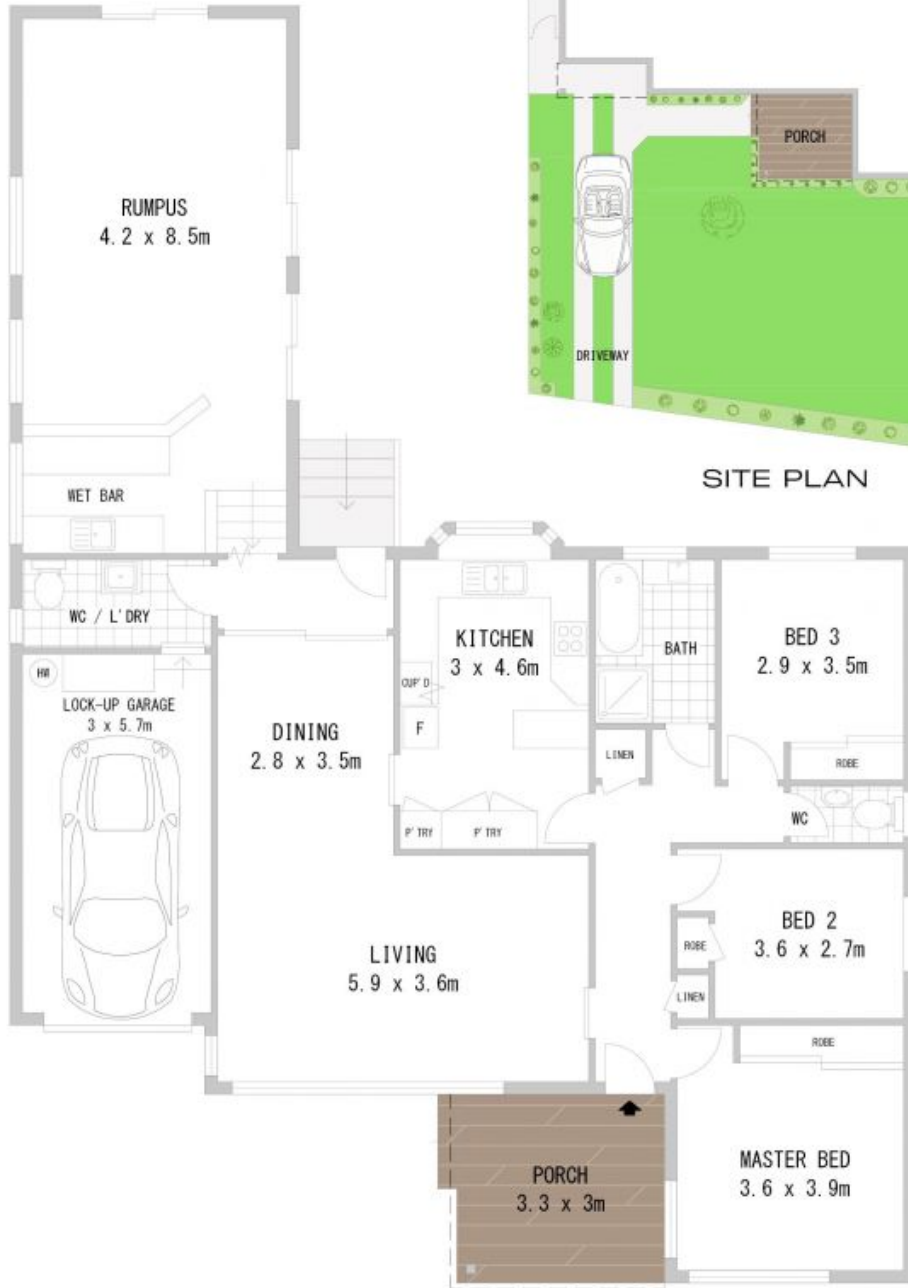 RUMPUS
4.2 x 8.5m
WET BAR
PORCH
DRIVEWAY
SITE PLAN
WC / L'DRY
HW
LOCK-UP GARAGE
3 x 5.7m
DINING
2.8 x 3.5m
KITCHEN
3 x 4.6m
CUP'D
F
P'TRY
P'TRY
BATH
LINEN
BED 3
2.9 x 3.5m
ROBE
WC
LIVING
5.9 x 3.6m
BED 2
3.6 x 2.7m
ROBE
LINEN
ROBE
MASTER BED
3.6 x 3.9m
PORCH
3.3 x 3m